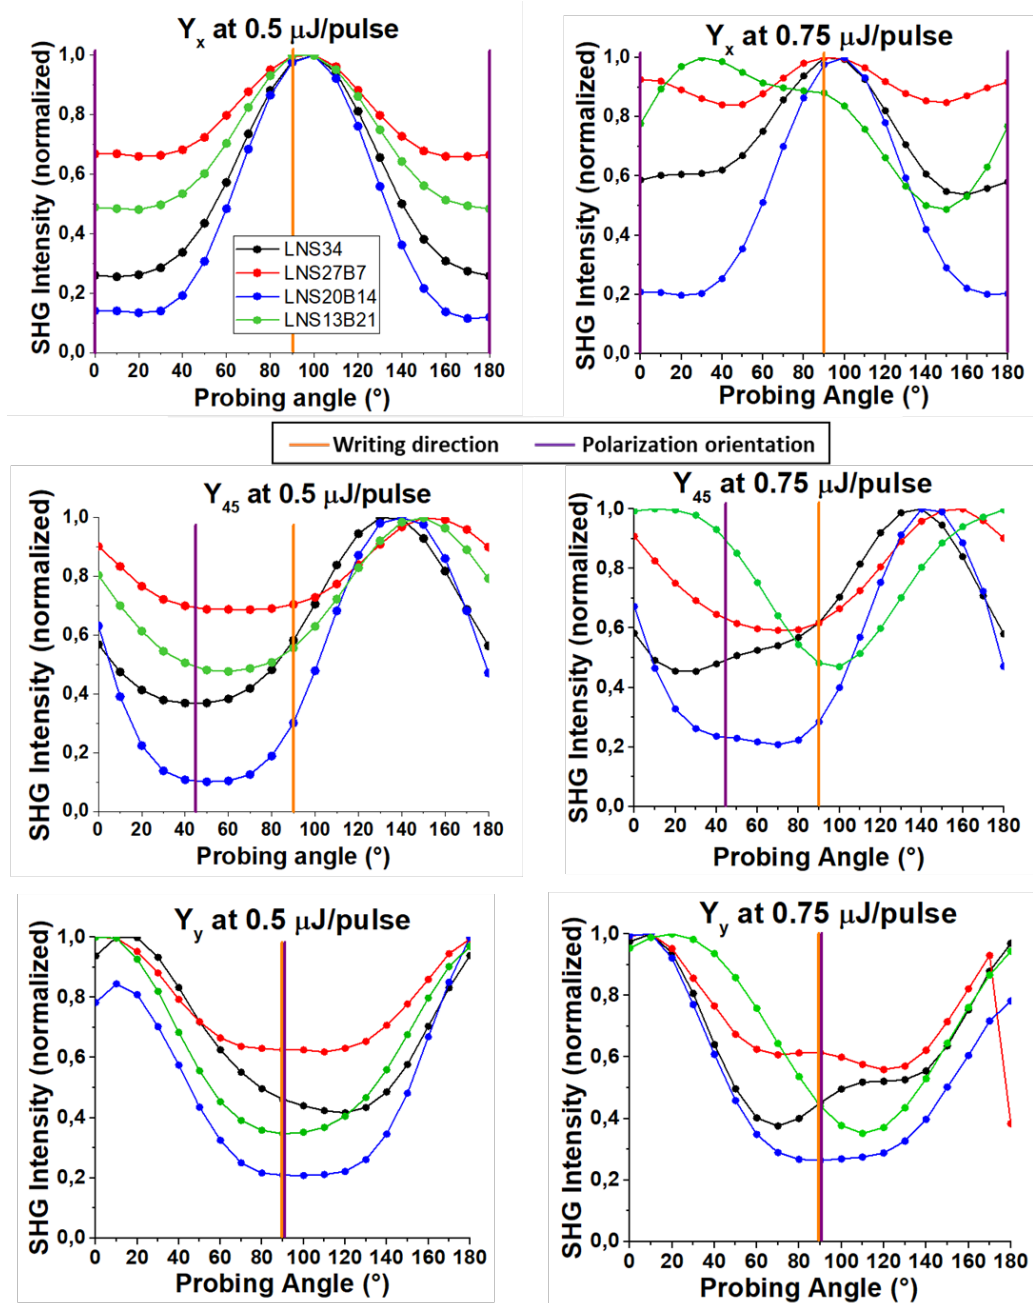 Yx at 0.5 μJ/pulse
SHG Intensity (normalized)
1,0
0,8
0,6
0,4
0,2
0,0
LNS34
LNS27B7
LNS20B14
LNS13B21
0 20 40 60 80 100 120 140 160 180
Probing angle (°)
Yx at 0.75 μJ/pulse
SHG Intensity (normalized)
1,0
0,8
0,6
0,4
0,2
0,0
0 20 40 60 80 100 120 140 160 180
Probing Angle (°)
Writing direction Polarization orientation
Y45 at 0.5 μJ/pulse
SHG Intensity (normalized)
1,0
0,8
0,6
0,4
0,2
0,0
0 20 40 60 80 100 120 140 160 180
Probing angle (°)
Y45 at 0.75 μJ/pulse
SHG Intensity (normalized)
1,0
0,8
0,6
0,4
0,2
0,0
0 20 40 60 80 100 120 140 160 180
Probing Angle (°)
Yy at 0.5 μJ/pulse
SHG Intensity (normalized)
1,0
0,8
0,6
0,4
0,2
0,0
0 20 40 60 80 100 120 140 160 180
Probing Angle (°)
Yy at 0.75 μJ/pulse
SHG Intensity (normalized)
1,0
0,8
0,6
0,4
0,2
0,0
0 20 40 60 80 100 120 140 160 180
Probing Angle (°)